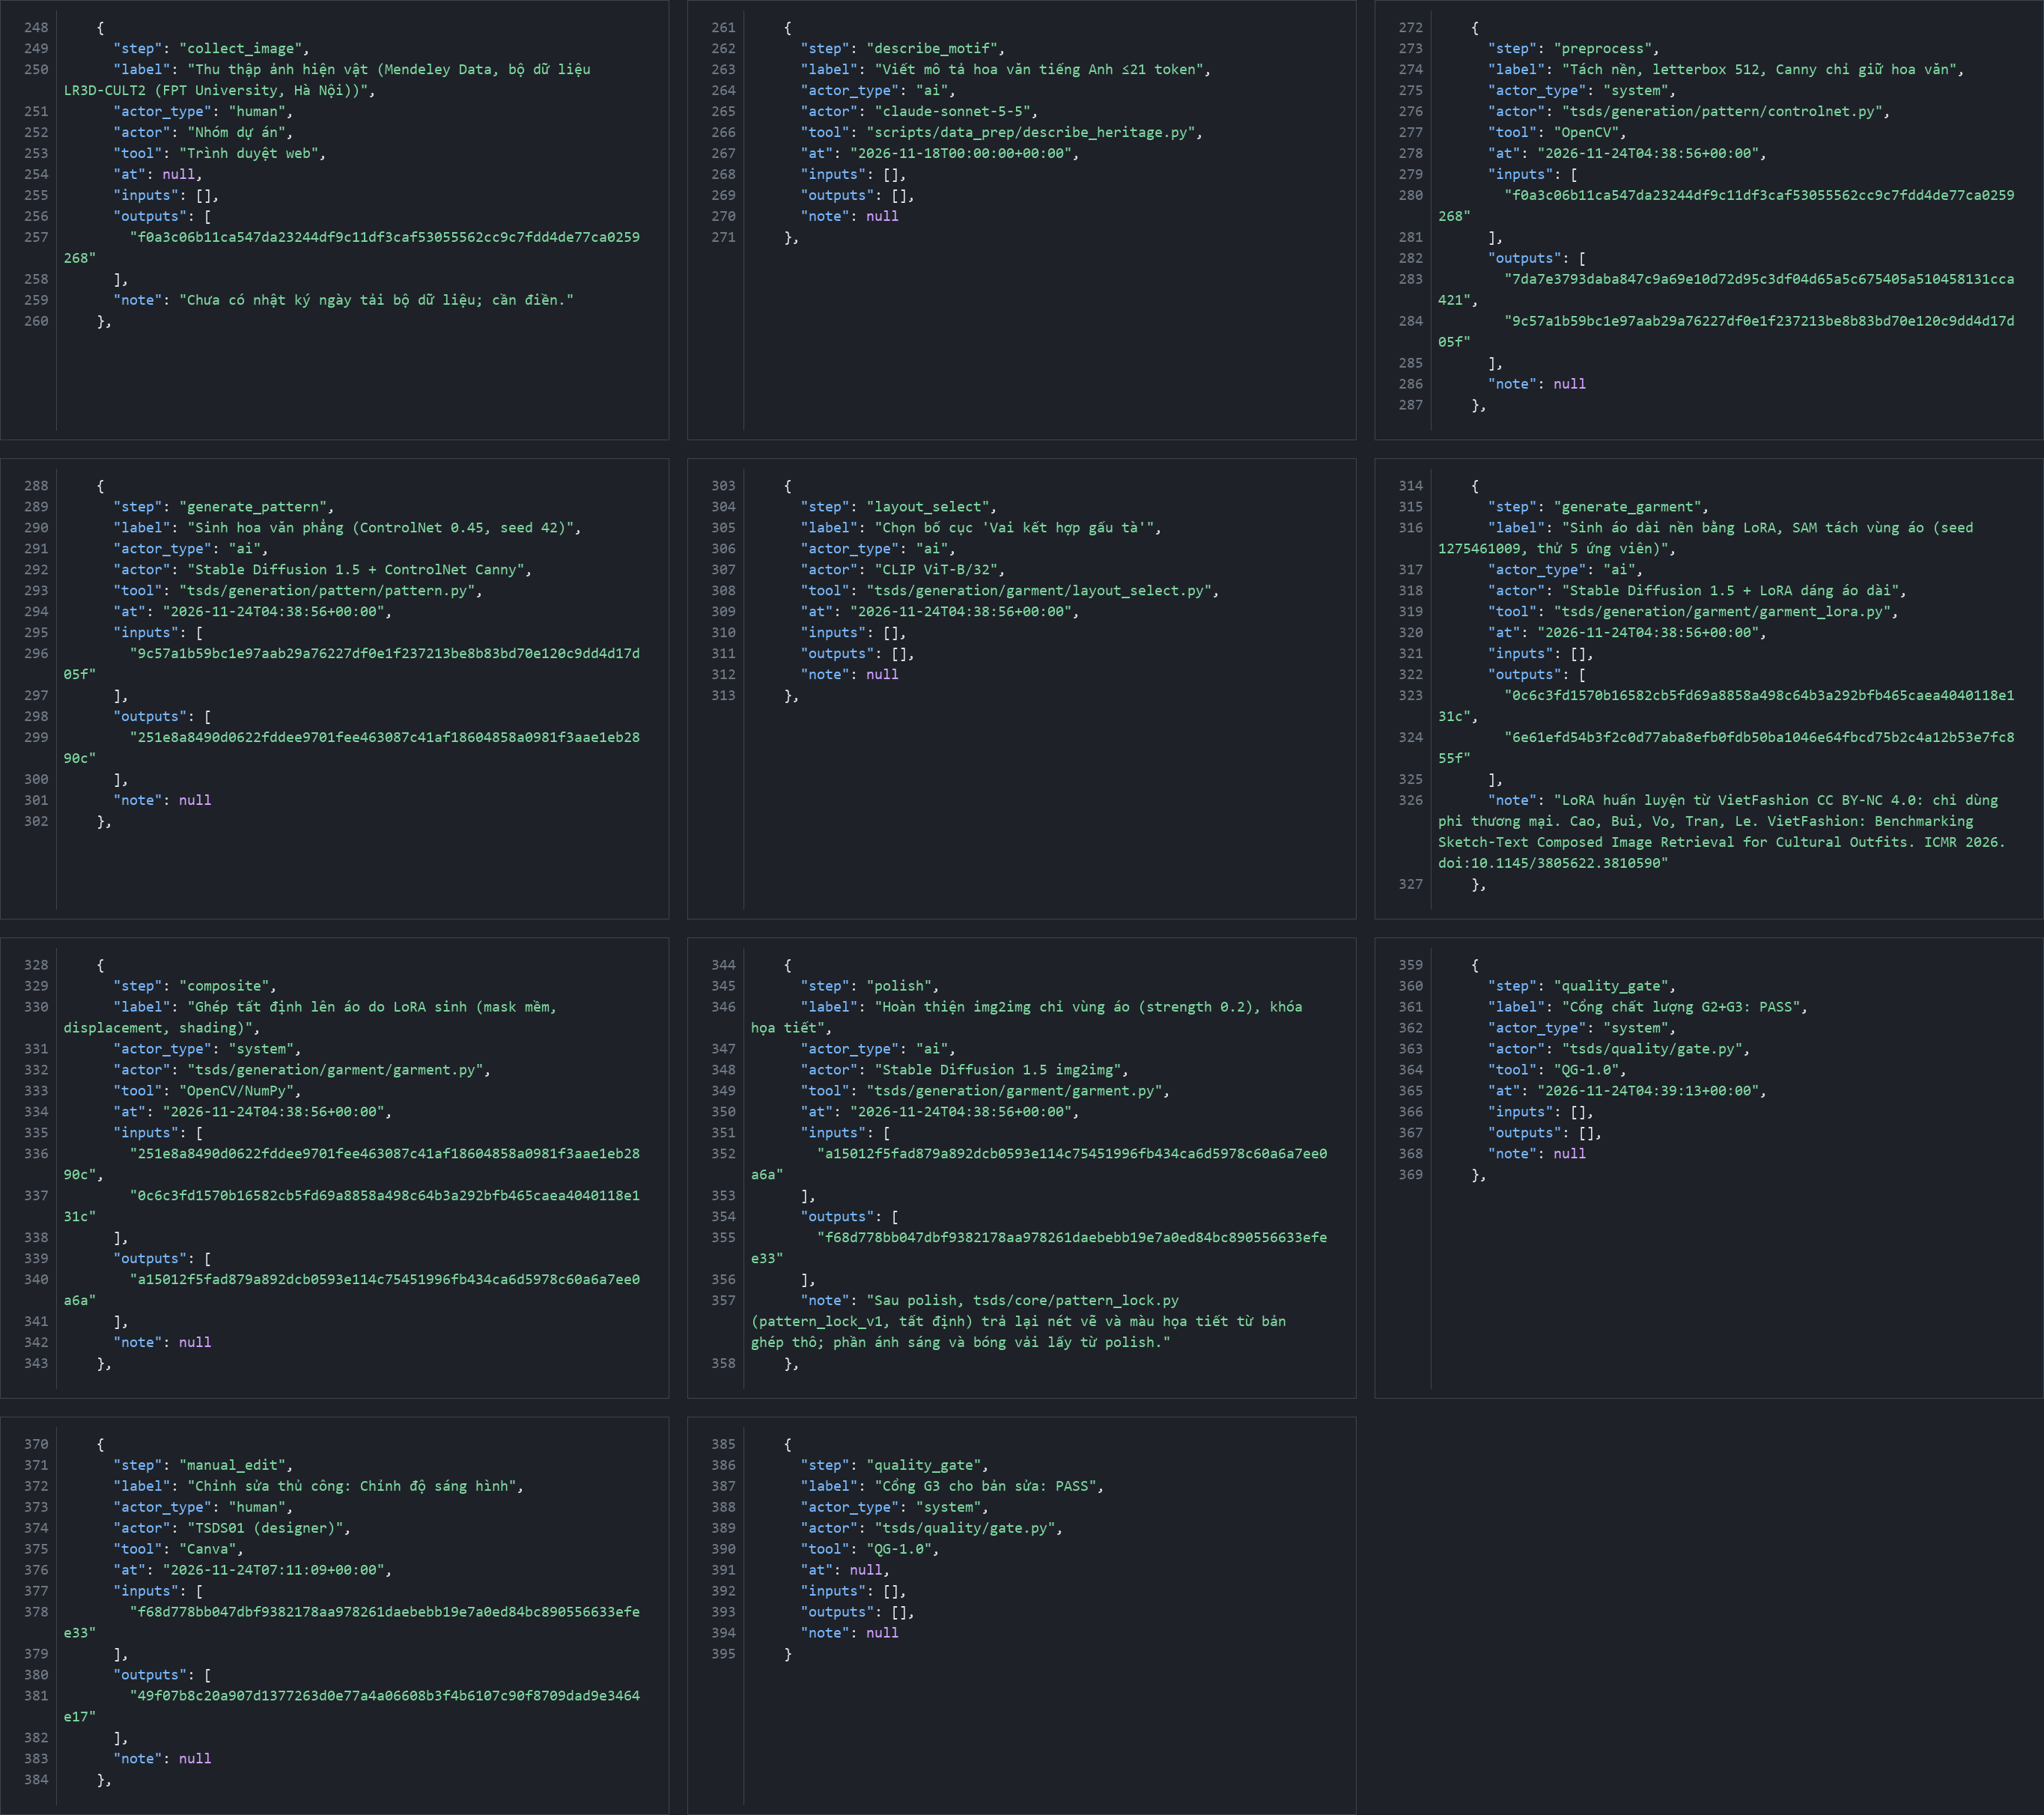 248 {
249 "step": "collect_image",
250 "label": "Thu thập ảnh hiện vật (Mendeley Data, bộ dữ liệu
LR3D-CULT2 (FPT University, Hà Nội))",
251 "actor_type": "human",
252 "actor": "Nhóm dự án",
253 "tool": "Trình duyệt web",
254 "at": null,
255 "inputs": [],
256 "outputs": [
257 "f0a3c06b11ca547da23244df9c11df3caf53055562cc9c7fdd4de77ca0259
268"
258 ],
259 "note": "Chưa có nhật ký ngày tải bộ dữ liệu; cần điền."
260 },
261 {
262 "step": "describe_motif",
263 "label": "Viết mô tả hoa văn tiếng Anh ≤21 token",
264 "actor_type": "ai",
265 "actor": "claude-sonnet-5-5",
266 "tool": "scripts/data_prep/describe_heritage.py",
267 "at": "2026-11-18T00:00:00+00:00",
268 "inputs": [],
269 "outputs": [],
270 "note": null
271 },
272 {
273 "step": "preprocess",
274 "label": "Tách nền, letterbox 512, Canny chỉ giữ hoa văn",
275 "actor_type": "system",
276 "actor": "tsds/generation/pattern/controlnet.py",
277 "tool": "OpenCV",
278 "at": "2026-11-24T04:38:56+00:00",
279 "inputs": [
280 "f0a3c06b11ca547da23244df9c11df3caf53055562cc9c7fdd4de77ca0259
268"
281 ],
282 "outputs": [
283 "7da7e3793daba847c9a69e10d72d95c3df04d65a5c675405a510458131cca
421",
284 "9c57a1b59bc1e97aab29a76227df0e1f237213be8b83bd70e120c9dd4d17d
05f"
285 ],
286 "note": null
287 },
288 {
289 "step": "generate_pattern",
290 "label": "Sinh hoa văn phẳng (ControlNet 0.45, seed 42)",
291 "actor_type": "ai",
292 "actor": "Stable Diffusion 1.5 + ControlNet Canny",
293 "tool": "tsds/generation/pattern/pattern.py",
294 "at": "2026-11-24T04:38:56+00:00",
295 "inputs": [
296 "9c57a1b59bc1e97aab29a76227df0e1f237213be8b83bd70e120c9dd4d17d
05f"
297 ],
298 "outputs": [
299 "251e8a8490d0622fddee9701fee463087c41af18604858a0981f3aae1eb28
90c"
300 ],
301 "note": null
302 },
303 {
304 "step": "layout_select",
305 "label": "Chọn bố cục 'Vai kết hợp gấu tà'",
306 "actor_type": "ai",
307 "actor": "CLIP ViT-B/32",
308 "tool": "tsds/generation/garment/layout_select.py",
309 "at": "2026-11-24T04:38:56+00:00",
310 "inputs": [],
311 "outputs": [],
312 "note": null
313 },
314 {
315 "step": "generate_garment",
316 "label": "Sinh áo dài nền bằng LoRA, SAM tách vùng áo (seed
1275461009, thử 5 ứng viên)",
317 "actor_type": "ai",
318 "actor": "Stable Diffusion 1.5 + LoRA dáng áo dài",
319 "tool": "tsds/generation/garment/garment_lora.py",
320 "at": "2026-11-24T04:38:56+00:00",
321 "inputs": [],
322 "outputs": [
323 "0c6c3fd1570b16582cb5fd69a8858a498c64b3a292bfb465caea4040118e1
31c",
324 "6e61efd54b3f2c0d77aba8efb0fdb50ba1046e64fbcd75b2c4a12b53e7fc8
55f"
325 ],
326 "note": "LoRA huấn luyện từ VietFashion CC BY-NC 4.0: chỉ dùng
phi thương mại. Cao, Bui, Vo, Tran, Le. VietFashion: Benchmarking
Sketch-Text Composed Image Retrieval for Cultural Outfits. ICMR 2026.
doi:10.1145/3805622.3810590"
327 },
328 {
329 "step": "composite",
330 "label": "Ghép tất định lên áo do LoRA sinh (mask mềm,
displacement, shading)",
331 "actor_type": "system",
332 "actor": "tsds/generation/garment/garment.py",
333 "tool": "OpenCV/NumPy",
334 "at": "2026-11-24T04:38:56+00:00",
335 "inputs": [
336 "251e8a8490d0622fddee9701fee463087c41af18604858a0981f3aae1eb28
90c",
337 "0c6c3fd1570b16582cb5fd69a8858a498c64b3a292bfb465caea4040118e1
31c"
338 ],
339 "outputs": [
340 "a15012f5fad879a892dcb0593e114c75451996fb434ca6d5978c60a6a7ee0
a6a"
341 ],
342 "note": null
343 },
344 {
345 "step": "polish",
346 "label": "Hoàn thiện img2img chỉ vùng áo (strength 0.2), khóa
họa tiết",
347 "actor_type": "ai",
348 "actor": "Stable Diffusion 1.5 img2img",
349 "tool": "tsds/generation/garment/garment.py",
350 "at": "2026-11-24T04:38:56+00:00",
351 "inputs": [
352 "a15012f5fad879a892dcb0593e114c75451996fb434ca6d5978c60a6a7ee0
a6a"
353 ],
354 "outputs": [
355 "f68d778bb047dbf9382178aa978261daebebb19e7a0ed84bc890556633efe
e33"
356 ],
357 "note": "Sau polish, tsds/core/pattern_lock.py
(pattern_lock_v1, tất định) trả lại nét vẽ và màu họa tiết từ bản
ghép thô; phần ánh sáng và bóng vải lấy từ polish."
358 },
359 {
360 "step": "quality_gate",
361 "label": "Cổng chất lượng G2+G3: PASS",
362 "actor_type": "system",
363 "actor": "tsds/quality/gate.py",
364 "tool": "QG-1.0",
365 "at": "2026-11-24T04:39:13+00:00",
366 "inputs": [],
367 "outputs": [],
368 "note": null
369 },
370 {
371 "step": "manual_edit",
372 "label": "Chỉnh sửa thủ công: Chỉnh độ sáng hình",
373 "actor_type": "human",
374 "actor": "TSDS01 (designer)",
375 "tool": "Canva",
376 "at": "2026-11-24T07:11:09+00:00",
377 "inputs": [
378 "f68d778bb047dbf9382178aa978261daebebb19e7a0ed84bc890556633efe
e33"
379 ],
380 "outputs": [
381 "49f07b8c20a907d1377263d0e77a4a06608b3f4b6107c90f8709dad9e3464
e17"
382 ],
383 "note": null
384 },
385 {
386 "step": "quality_gate",
387 "label": "Cổng G3 cho bản sửa: PASS",
388 "actor_type": "system",
389 "actor": "tsds/quality/gate.py",
390 "tool": "QG-1.0",
391 "at": null,
392 "inputs": [],
393 "outputs": [],
394 "note": null
395 }